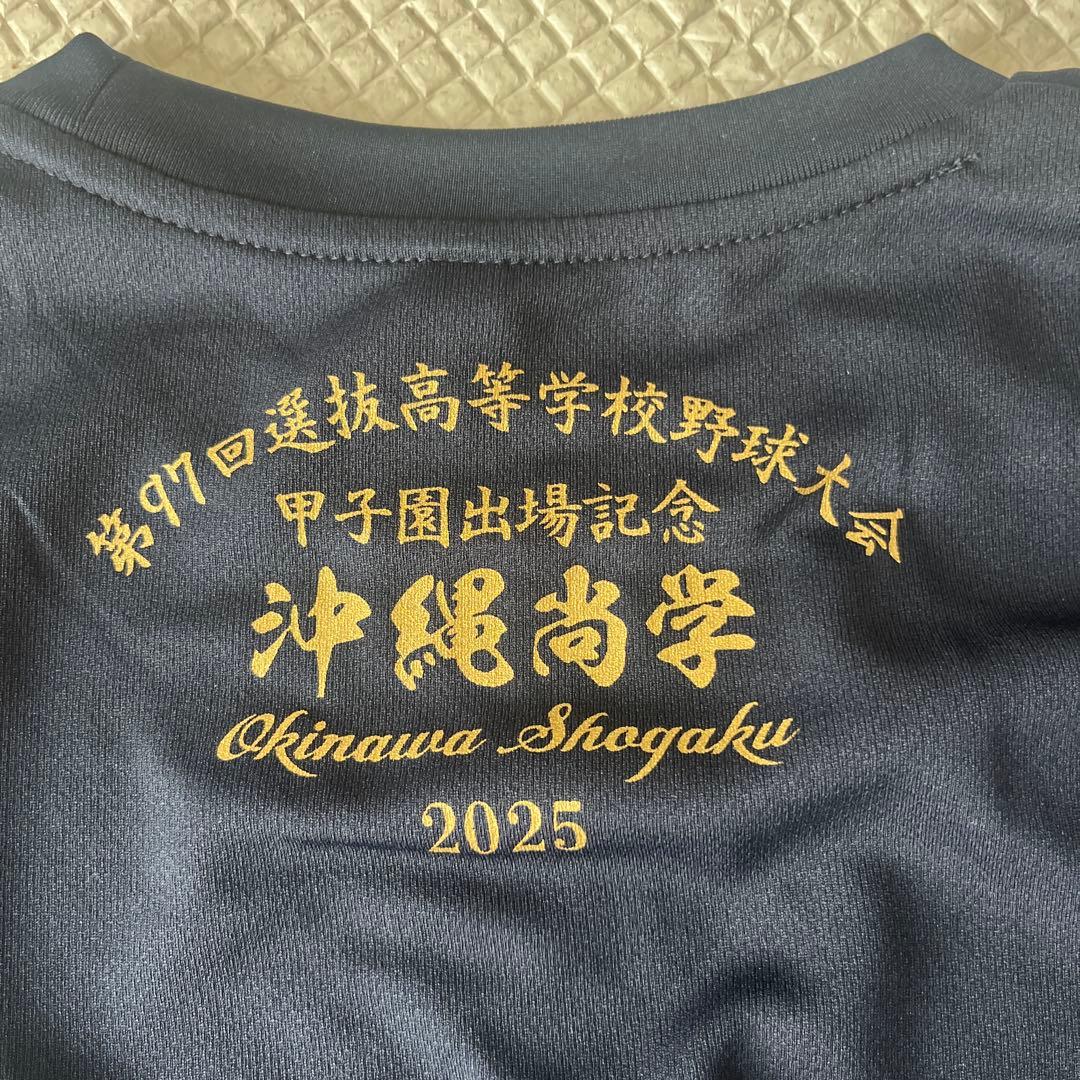 第97回選抜高等学校野球大会
甲子園出場記念
沖縄尚学
Okinawa Shogaku
2025